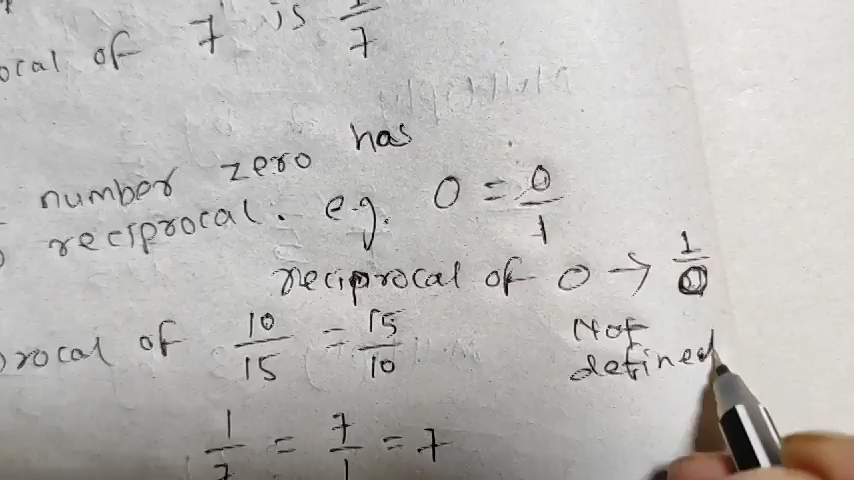 ocal of 7 is 1/7
number zero has
reciprocal. e.g. 0 = 0/1
reciprocal of 0 → 1/0
rocal of 10/15 = 15/10
Not
defined
1/7 = 7/1 = 7